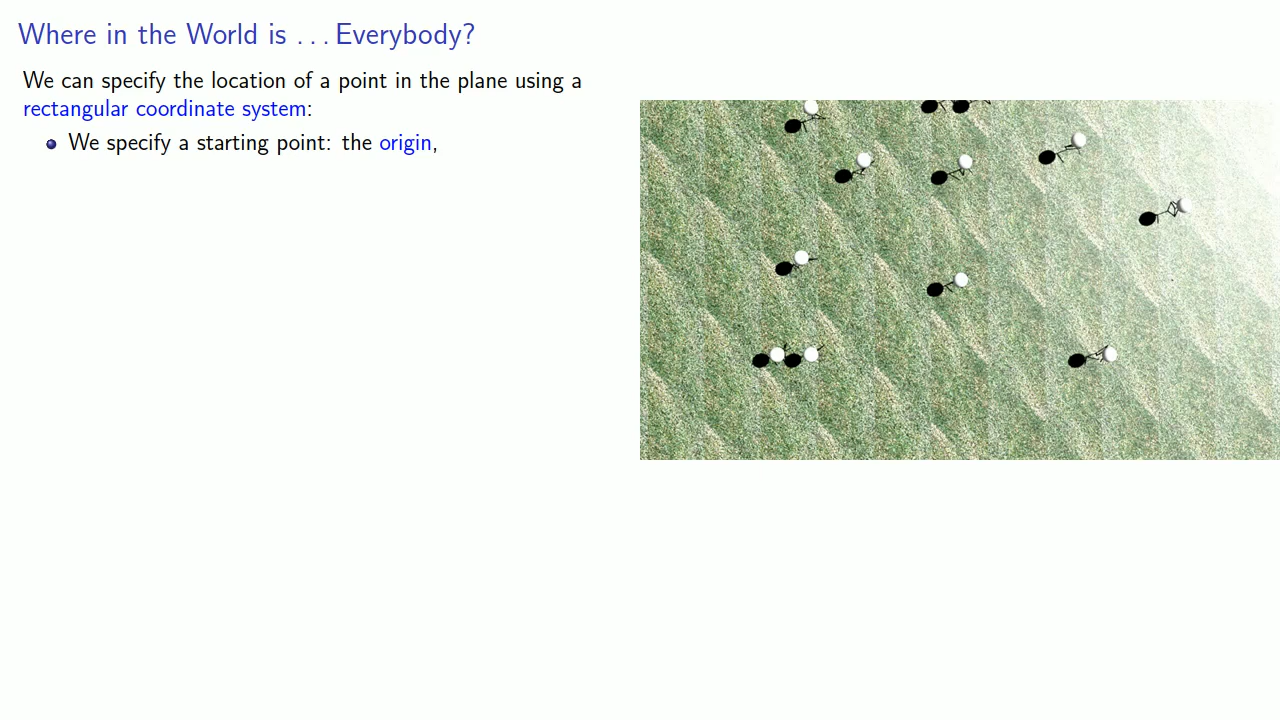 Where in the World is ... Everybody?
We can specify the location of a point in the plane using a
rectangular coordinate system:
We specify a starting point: the origin,